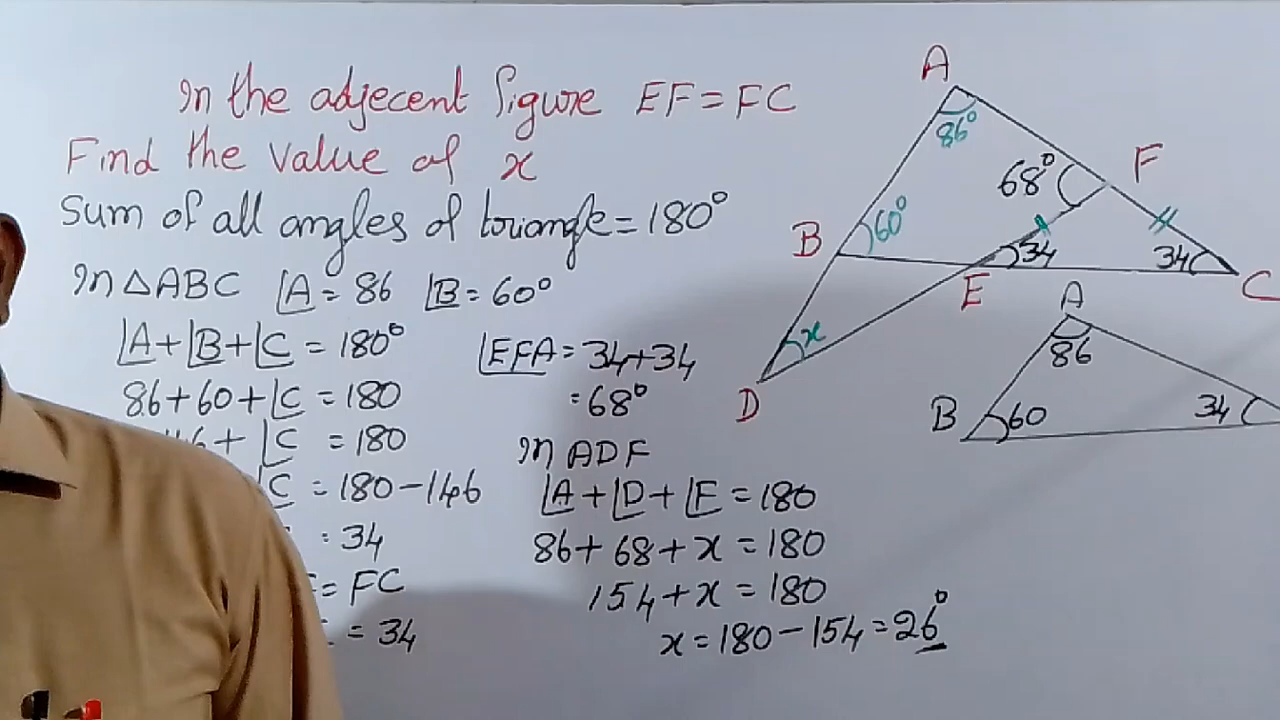 In the adjecent figure EF = FC
Find the value of x
Sum of all angles of triangle = 180°
In △ABC ∠A = 86 ∠B = 60°
∠A + ∠B + ∠C = 180°
86 + 60 + ∠C = 180
46 + ∠C = 180
∠C = 180 - 146
= 34
= FC
= 34
∠EFA = 34 + 34
= 68°
In ADF
∠A + ∠D + ∠F = 180
86 + 68 + x = 180
154 + x = 180
x = 180 - 154 = 26°
A
86°
F
68°
B
60°
34
34
E
C
x
D
A
86
B
60
34